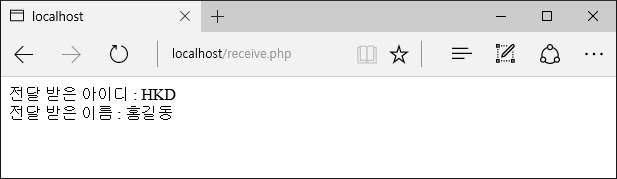 localhost
localhost/receive.php
전달 받은 아이디 : HKD
전달 받은 이름 : 홍길동